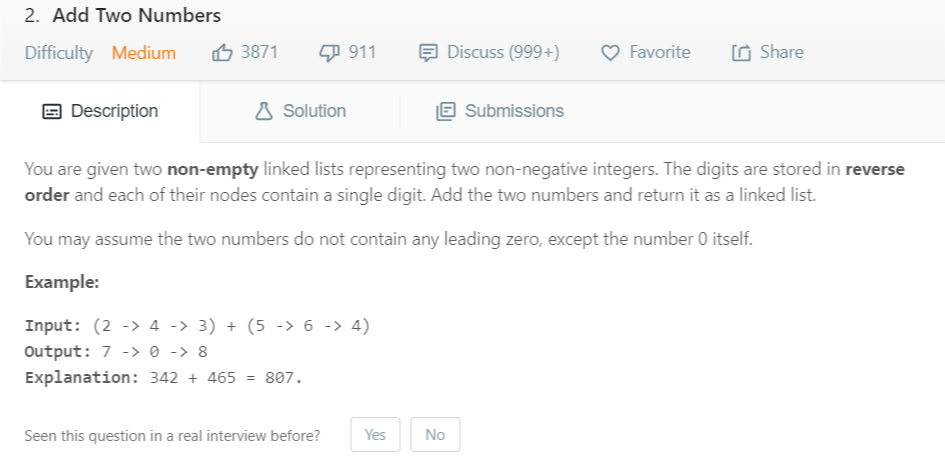 2. Add Two Numbers
Difficulty Medium 3871 911 Discuss (999+) Favorite Share
Description Solution Submissions
You are given two non-empty linked lists representing two non-negative integers. The digits are stored in reverse
order and each of their nodes contain a single digit. Add the two numbers and return it as a linked list.
You may assume the two numbers do not contain any leading zero, except the number 0 itself.
Example:
Input: (2 -> 4 -> 3) + (5 -> 6 -> 4)
Output: 7 -> 0 -> 8
Explanation: 342 + 465 = 807.
Seen this question in a real interview before? Yes No